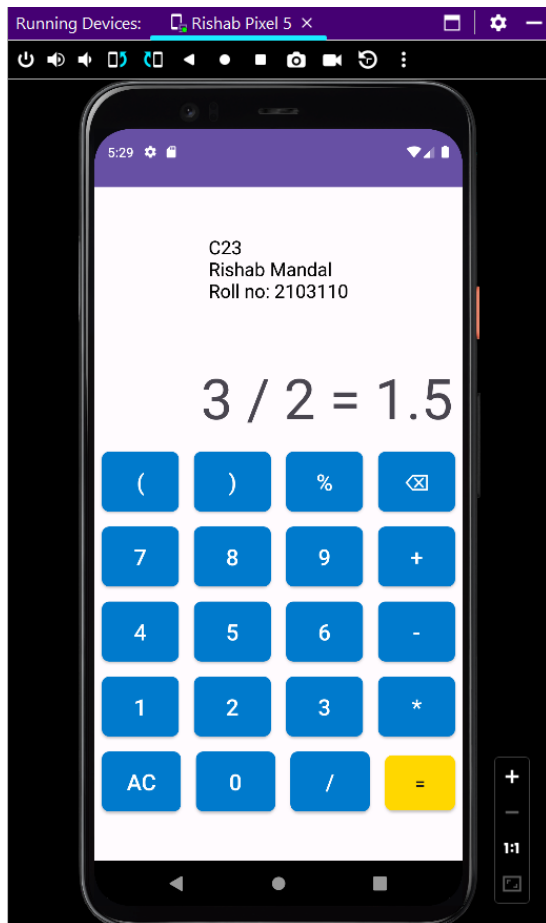 Running Devices: Rishab Pixel 5
5:29
C23
Rishab Mandal
Roll no: 2103110
3 / 2 = 1.5
( ) %
7 8 9 +
4 5 6 -
1 2 3 *
AC 0 / =
+
-
1:1